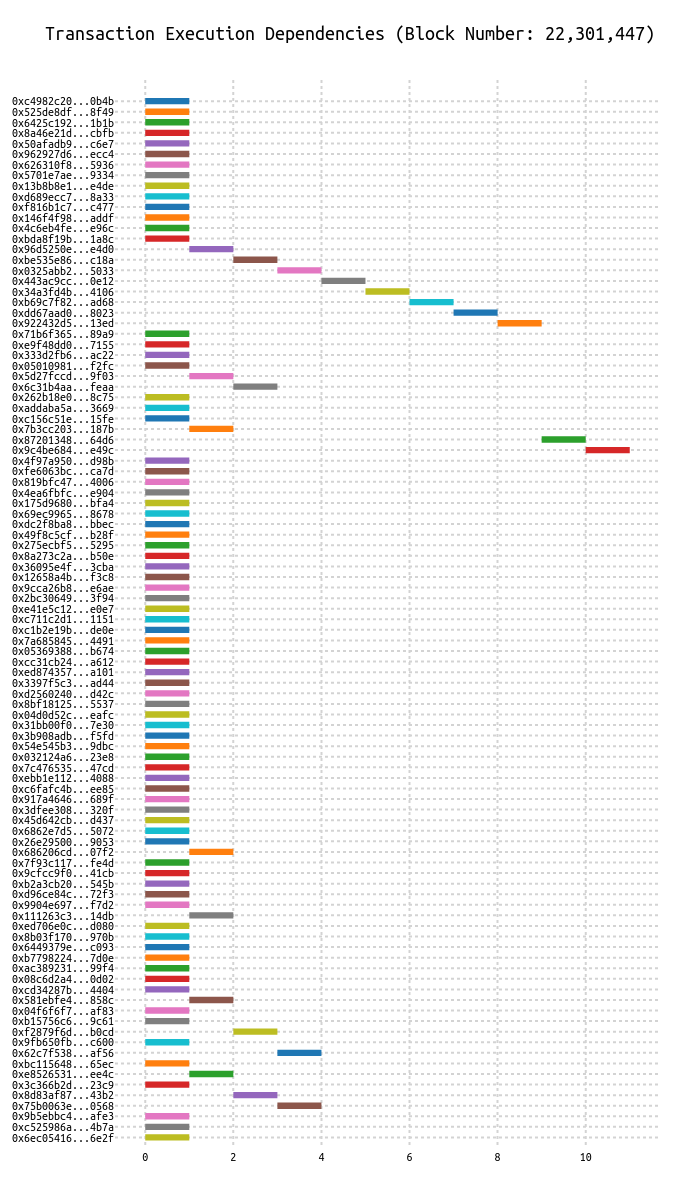 Transaction Execution Dependencies (Block Number: 22,301,447)
0xc4982c20...0b4b
0x525de8df...8f49
0x6425c192...1b1b
0x8a46e21d...cbfb
0x50afadb9...c6e7
0x962927d6...ecc4
0x626310f8...5936
0x5701e7ae...9334
0x13b8b8e1...e4de
0xd689ecc7...8a33
0xf816b1c7...c477
0x146f4f98...addf
0x4c6eb4fe...e96c
0xbda8f19b...1a8c
0x96d5250e...e4d0
0xbe535e86...c18a
0x0325abb2...5033
0x443ac9cc...0e12
0x34a3fd4b...4106
0xb69c7f82...ad68
0xdd67aad0...8023
0x922432d5...13ed
0x71b6f365...89a9
0xe9f48dd0...7155
0x333d2fb6...ac22
0x05010981...f2fc
0x5d27fccd...9f03
0x6c31b4aa...feaa
0x262b18e0...8c75
0xaddaba5a...3669
0xc156c51e...15fe
0x7b3cc203...187b
0x87201348...64d6
0x9c4be684...e49c
0x4f97a950...d98b
0xfe6063bc...ca7d
0x819bfc47...4006
0x4ea6fbfc...e904
0x175d9680...bfa4
0x69ec9965...8678
0xdc2f8ba8...bbec
0x49f8c5cf...b28f
0x275ecbf5...5295
0x8a273c2a...b50e
0x36095e4f...3cba
0x12658a4b...f3c8
0x9cca26b8...e6ae
0x2bc30649...3f94
0xe41e5c12...e0e7
0xc711c2d1...1151
0xc1b2e19b...de0e
0x7a685845...4491
0x05369388...b674
0xcc31cb24...a612
0xed874357...a101
0x3397f5c3...ad44
0xd2560240...d42c
0x8bf18125...5537
0x04d0d52c...eafc
0x31bb00f0...7e30
0x3b908adb...f5fd
0x54e545b3...9dbc
0x032124a6...23e8
0x7c476535...47cd
0xebb1e112...4088
0xc6fafc4b...ee85
0x917a4646...689f
0x3dfee308...320f
0x45d642cb...d437
0x6862e7d5...5072
0x26e29500...9053
0x686206cd...07f2
0x7f93c117...fe4d
0x9cfcc9f0...41cb
0xb2a3cb20...545b
0xd96ce84c...72f3
0x9904e697...f7d2
0x111263c3...14db
0xed706e0c...d080
0x8b03f170...970b
0x6449379e...c093
0xb7798224...7d0e
0xac389231...99f4
0x08c6d2a4...0d02
0xcd34287b...4404
0x581ebfe4...858c
0x04f6f6f7...af83
0xb15756c6...9c61
0xf2879f6d...b0cd
0x9fb650fb...c600
0x62c7f538...af56
0xbc115648...65ec
0xe8526531...ee4c
0x3c366b2d...23c9
0x8d83af87...43b2
0x75b0063e...0568
0x9b5ebbc4...afe3
0xc525986a...4b7a
0x6ec05416...6e2f
0 2 4 6 8 10